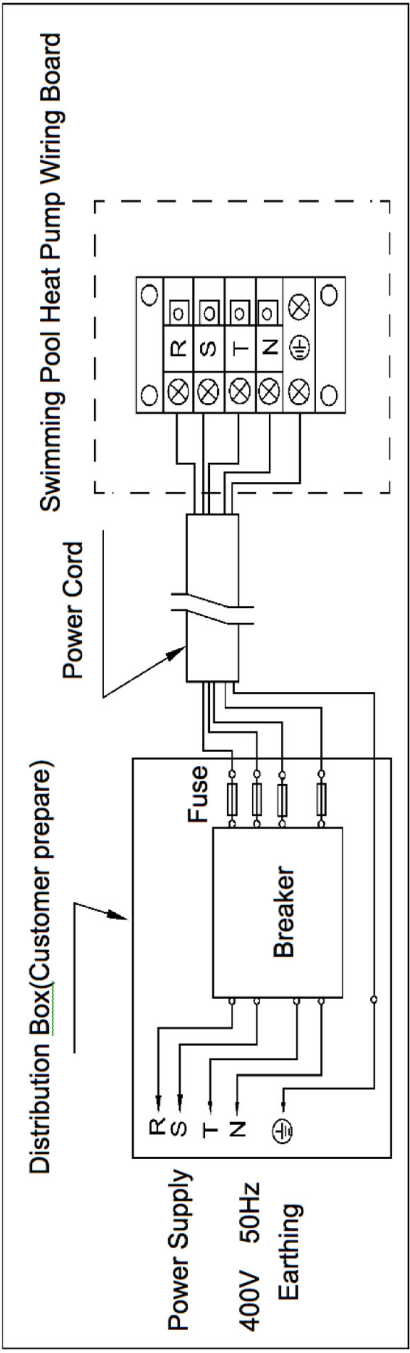 Distribution Box(Customer prepare)
Power Cord
Swimming Pool Heat Pump Wiring Board
Fuse
Breaker
R
S
T
N
R
S
T
N
Power Supply
400V 50Hz
Earthing